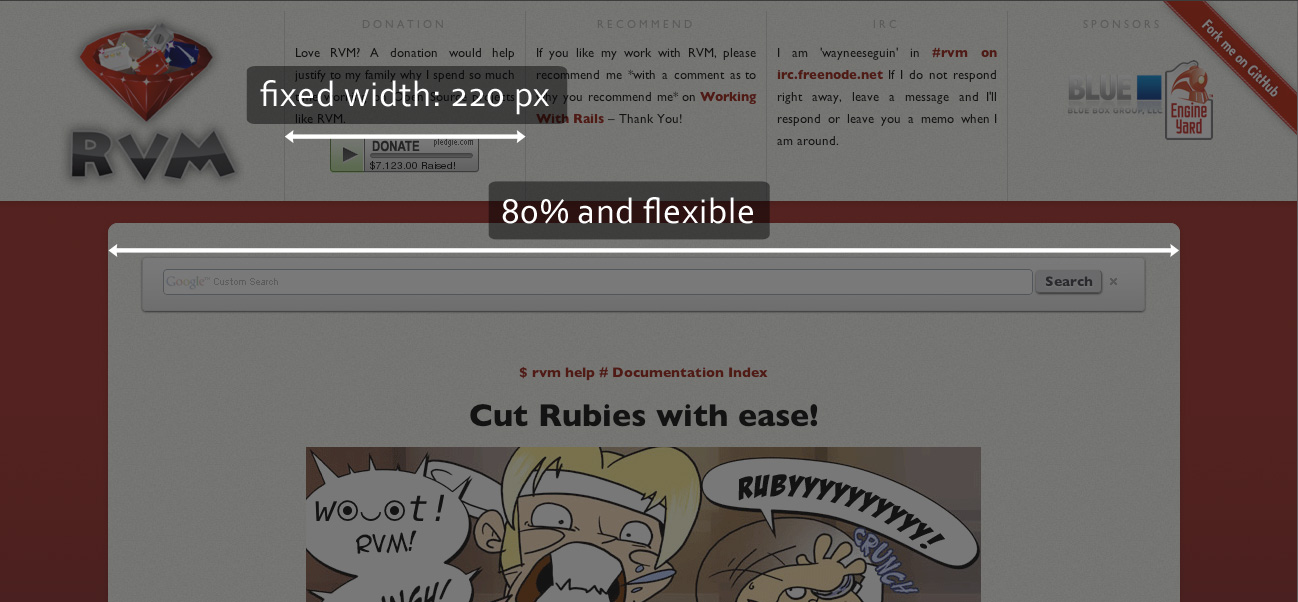 DONATION
Love RVM? A donation would help
justify to my family why I spend so much
like RVM.
DONATE
pledgie.com
$7.123.00 Raised!
RECOMMEND
If you like my work with RVM, please
recommend me *with a comment as to
why you recommend me* on Working
With Rails – Thank You!
IRC
I am 'wayneeseguin' in #rvm on
irc.freenode.net If I do not respond
right away, leave a message and I'll
respond or leave you a memo when I
am around.
SPONSORS
BLUE
BLUE BOX GROUP, LLC
Engine
Yard
Fork me on GitHub
RVM
fixed width: 220 px
80% and flexible
Google™ Custom Search
Search
×
$ rvm help # Documentation Index
Cut Rubies with ease!
woot!
RVM!
RUBYYYYYYYYYY!
CRUNCH